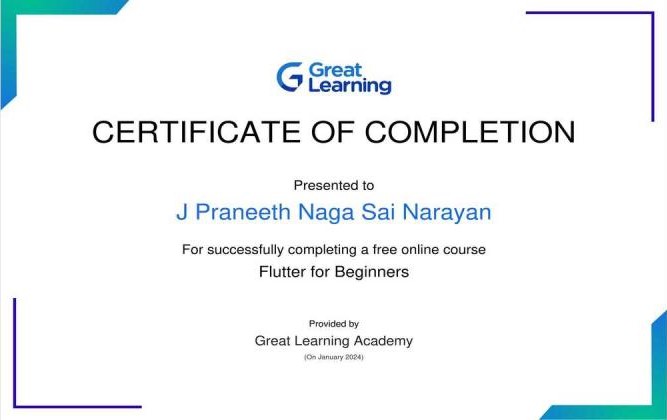 Great
Learning
CERTIFICATE OF COMPLETION
Presented to
J Praneeth Naga Sai Narayan
For successfully completing a free online course
Flutter for Beginners
Provided by
Great Learning Academy
(On January 2024)